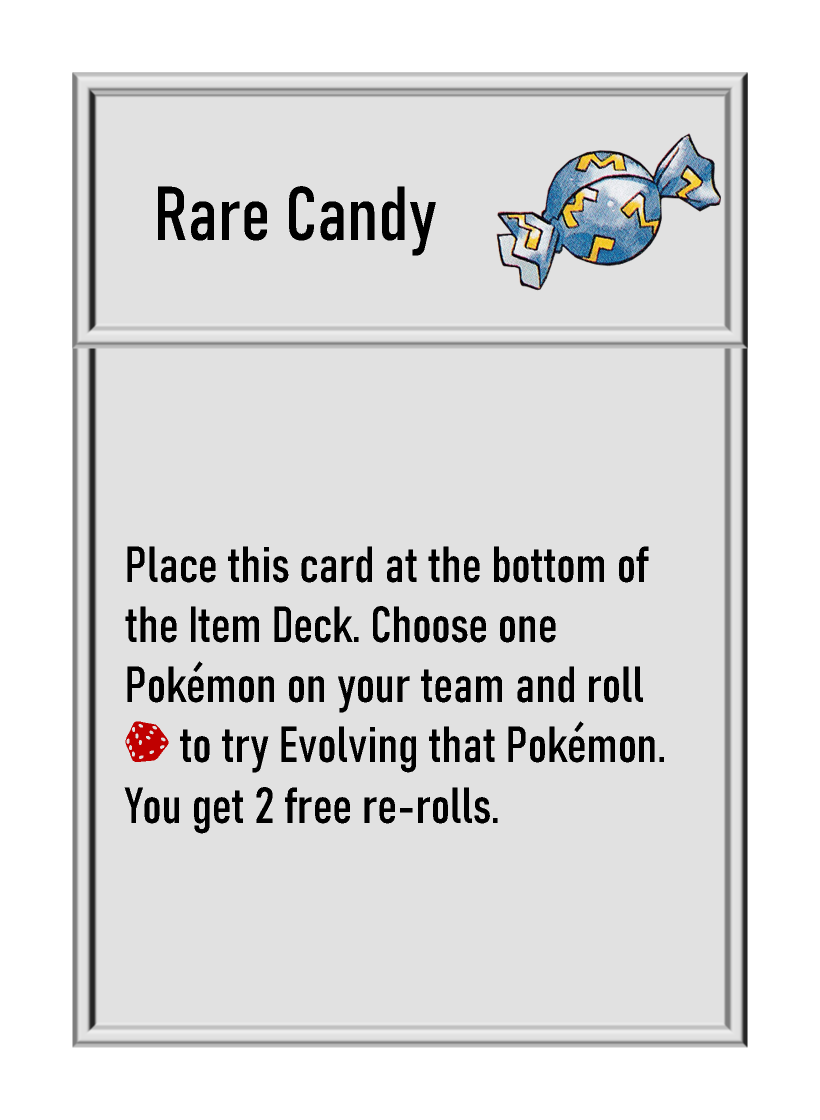 Rare Candy
Place this card at the bottom of
the Item Deck. Choose one
Pokémon on your team and roll
to try Evolving that Pokémon.
You get 2 free re-rolls.